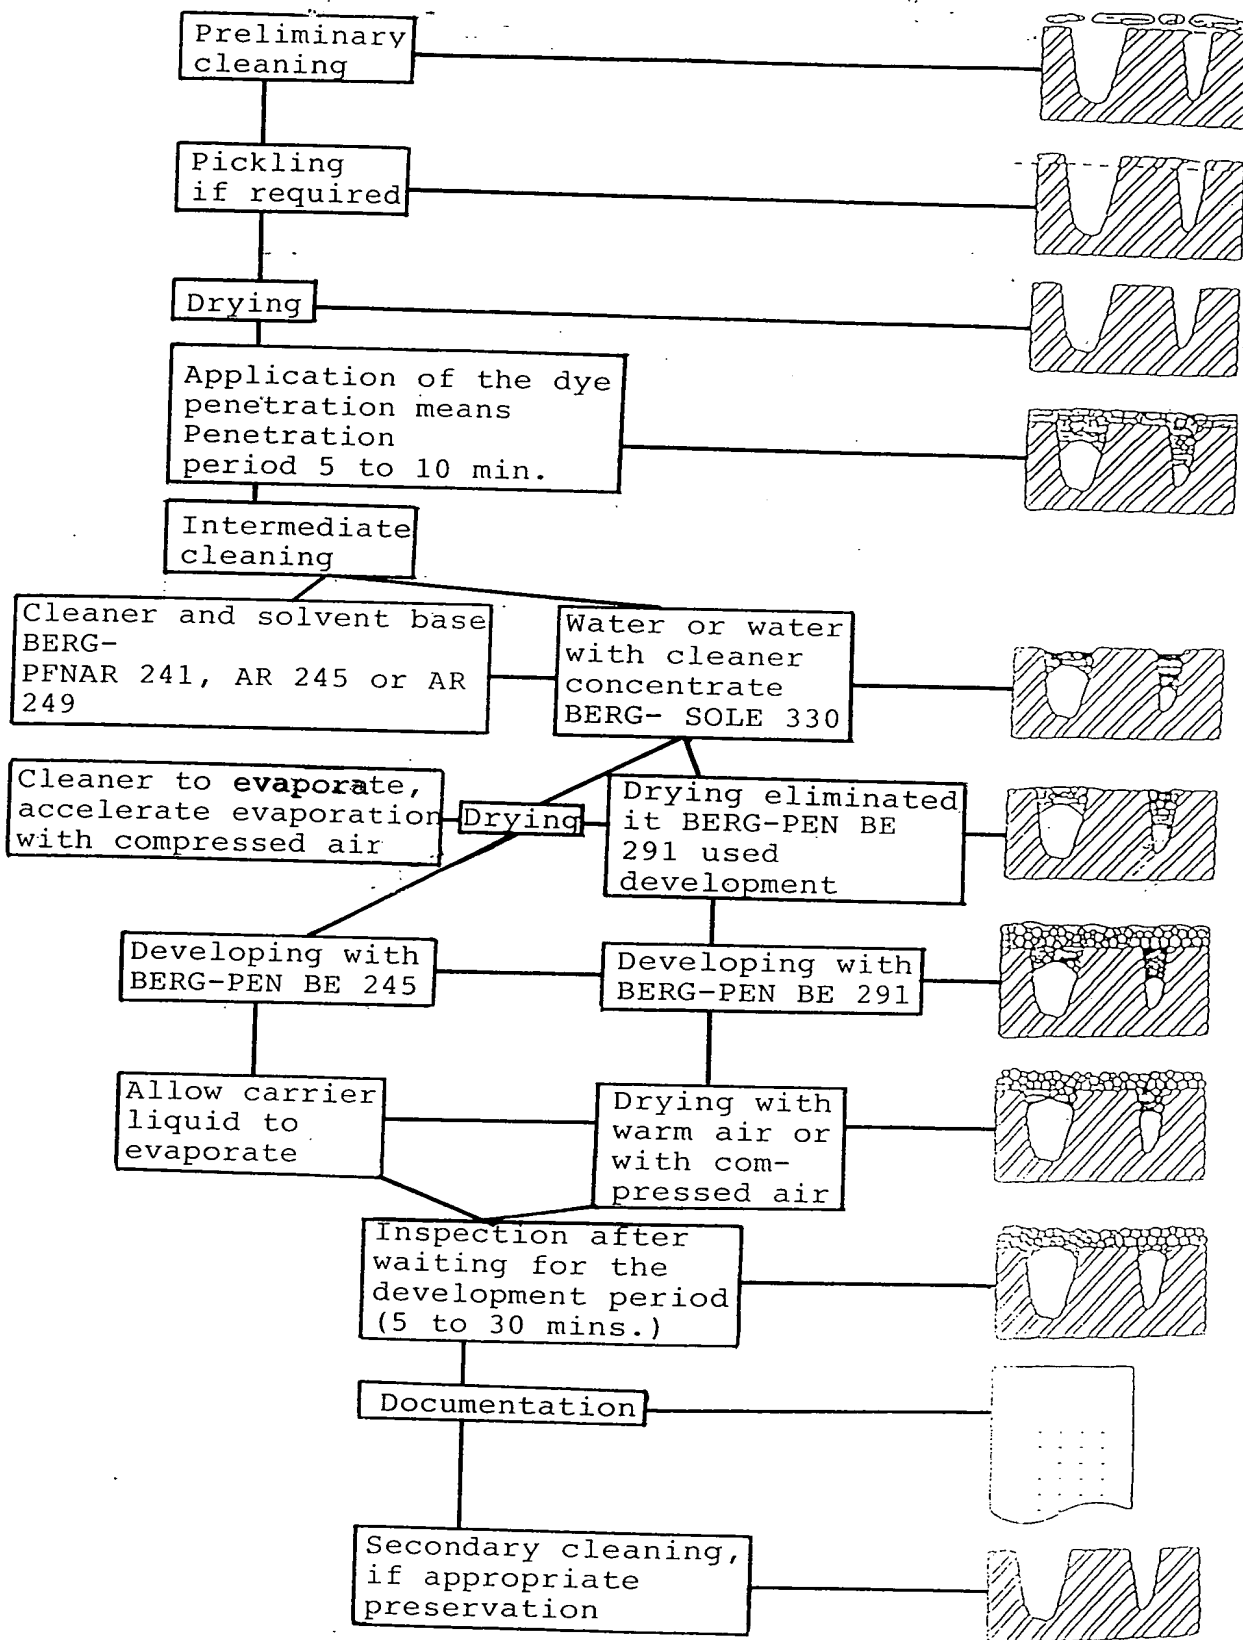 Preliminary
cleaning
Pickling
if required
Drying
Application of the dye
penetration means
Penetration
period 5 to 10 min.
Intermediate
cleaning
Cleaner and solvent base
BERG-
PFNAR 241, AR 245 or AR
249
Water or water
with cleaner
concentrate
BERG- SOLE 330
Cleaner to evaporate,
accelerate evaporation
with compressed air
Drying
Drying eliminated
it BERG-PEN BE
291 used
development
Developing with
BERG-PEN BE 245
Developing with
BERG-PEN BE 291
Allow carrier
liquid to
evaporate
Drying with
warm air or
with com-
pressed air
Inspection after
waiting for the
development period
(5 to 30 mins.)
Documentation
Secondary cleaning,
if appropriate
preservation